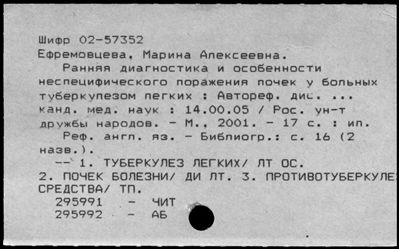 Шифр 02-57352
Ефремовцева, Марина Алексеевна.
Ранняя диагностика и особенности
неспецифического поражения почек у больных
туберкулезом легких : Автореф. дис. ...
канд. мед. наук : 14.00.05 / Рос. ун-т
дружбы народов. - М., 2001. - 17 с. : ил.
Реф. англ. яз. - Библиогр.: с. 16 (2
назв.).
-- 1. ТУБЕРКУЛЕЗ ЛЕГКИХ/ ЛТ ОС.
2. ПОЧЕК БОЛЕЗНИ/ ДИ ЛТ. 3. ПРОТИВОТУБЕРКУЛЕ
СРЕДСТВА/ ТП.
295991 - ЧИТ
295992 - АБ